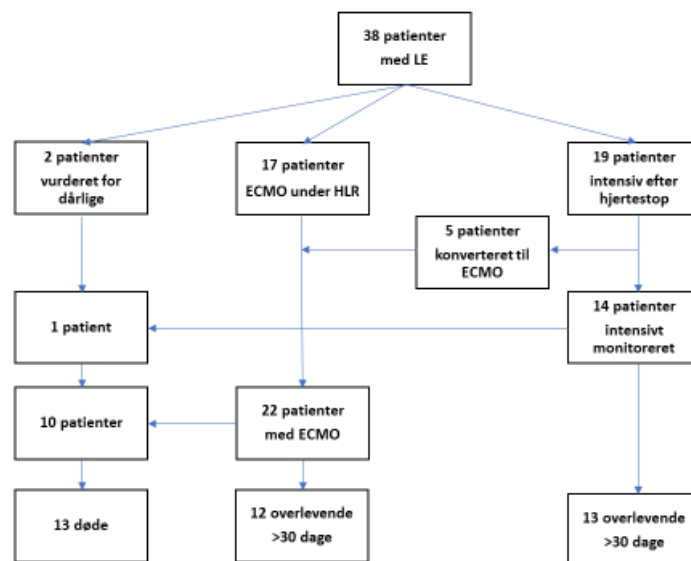 38 patienter
med LE
2 patienter
vurderet for
dårlige
17 patienter
ECMO under HLR
19 patienter
intensiv efter
hjertestop
5 patienter
konverteret til
ECMO
1 patient
14 patienter
intensivt
monitoreret
10 patienter
22 patienter
med ECMO
13 døde
12 overlevende
>30 dage
13 overlevende
>30 dage